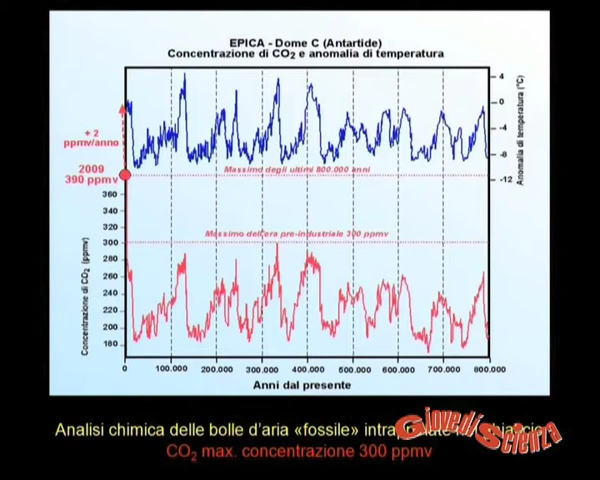 EPICA - Dome C (Antartide)
Concentrazione di CO2 e anomalia di temperatura
4
0
-4
-8
-12
Anomalia di temperatura (°C)
+ 2
ppmv/anno
2009
390 ppmv
Massimo degli ultimi 800.000 anni
Massimo dell'era pre-industriale 300 ppmv
360
340
320
300
280
260
240
220
200
180
Concentrazione di CO2 (ppmv)
0
100.000
200.000
300.000
400.000
500.000
600.000
700.000
800.000
Anni dal presente
Analisi chimica delle bolle d'aria «fossile»
CO2 max. concentrazione 300 ppmv
Giovedì
Scienza